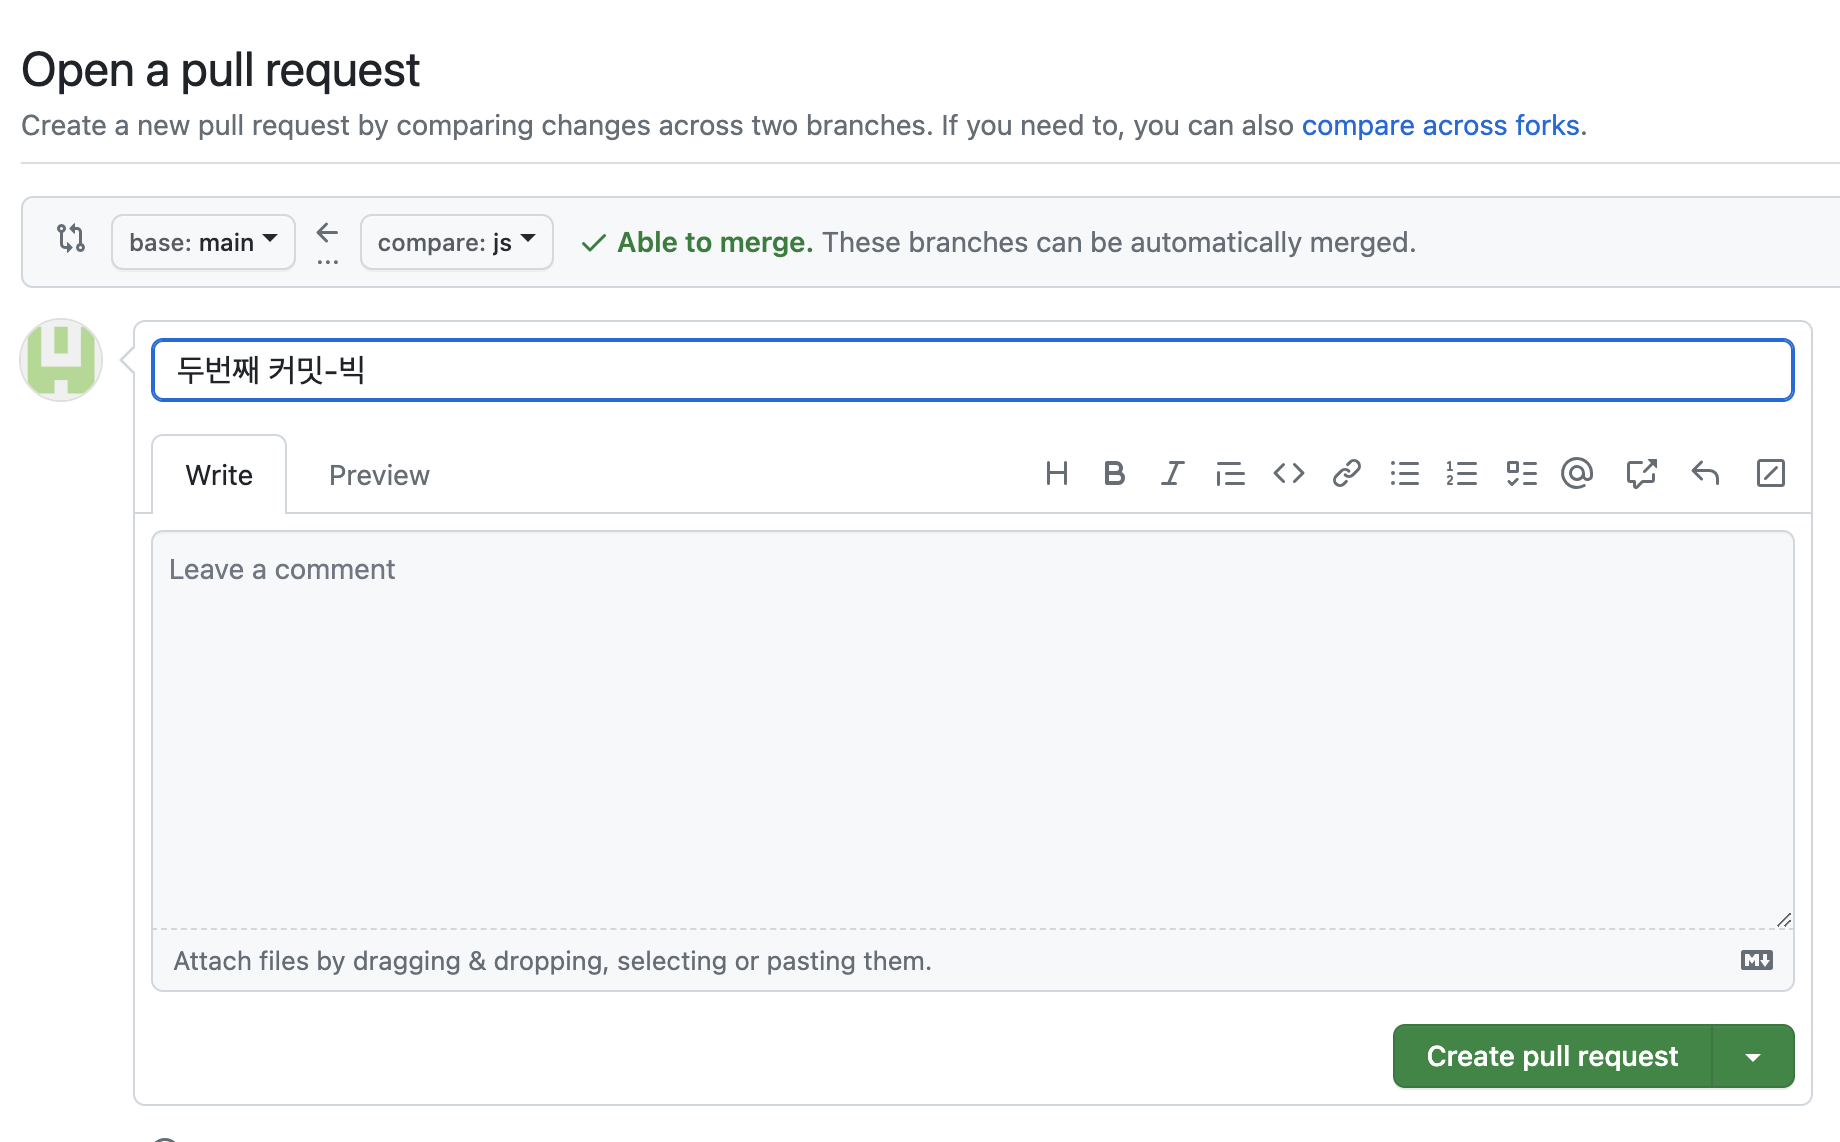 Open a pull request
Create a new pull request by comparing changes across two branches. If you need to, you can also compare across forks.
base: main
compare: js
Able to merge. These branches can be automatically merged.
두번째 커밋-빅
Write
Preview
Leave a comment
Attach files by dragging & dropping, selecting or pasting them.
Create pull request